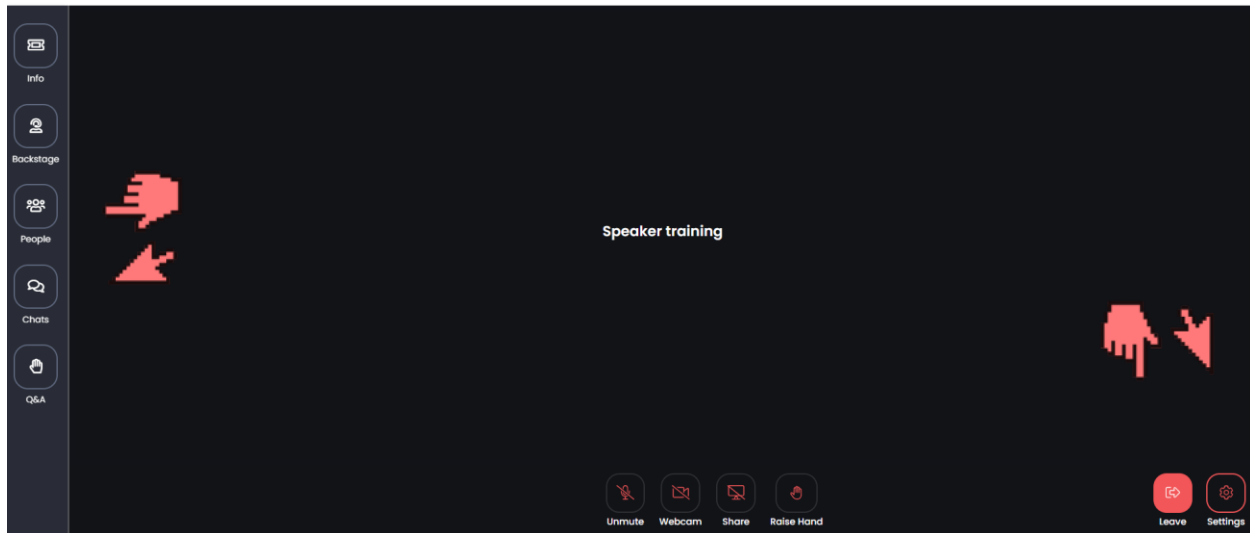 Info
Backstage
People
Chats
Q&A
Speaker training
Unmute Webcam Share Raise Hand
Leave Settings